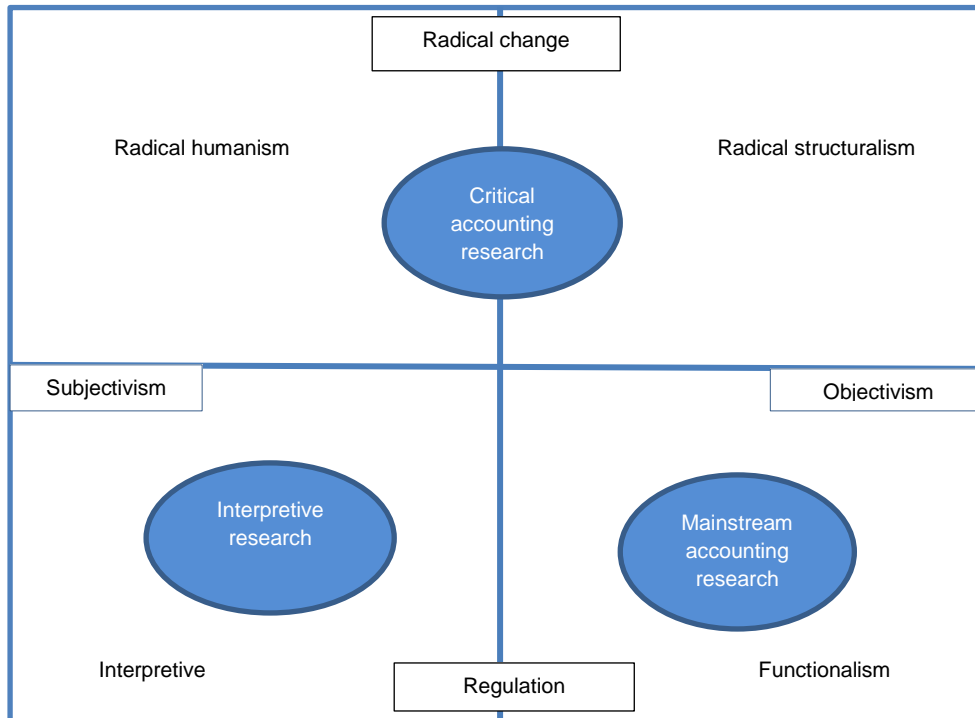 Radical change
Radical humanism
Radical structuralism
Critical
accounting
research
Subjectivism
Objectivism
Interpretive
research
Mainstream
accounting
research
Interpretive
Regulation
Functionalism